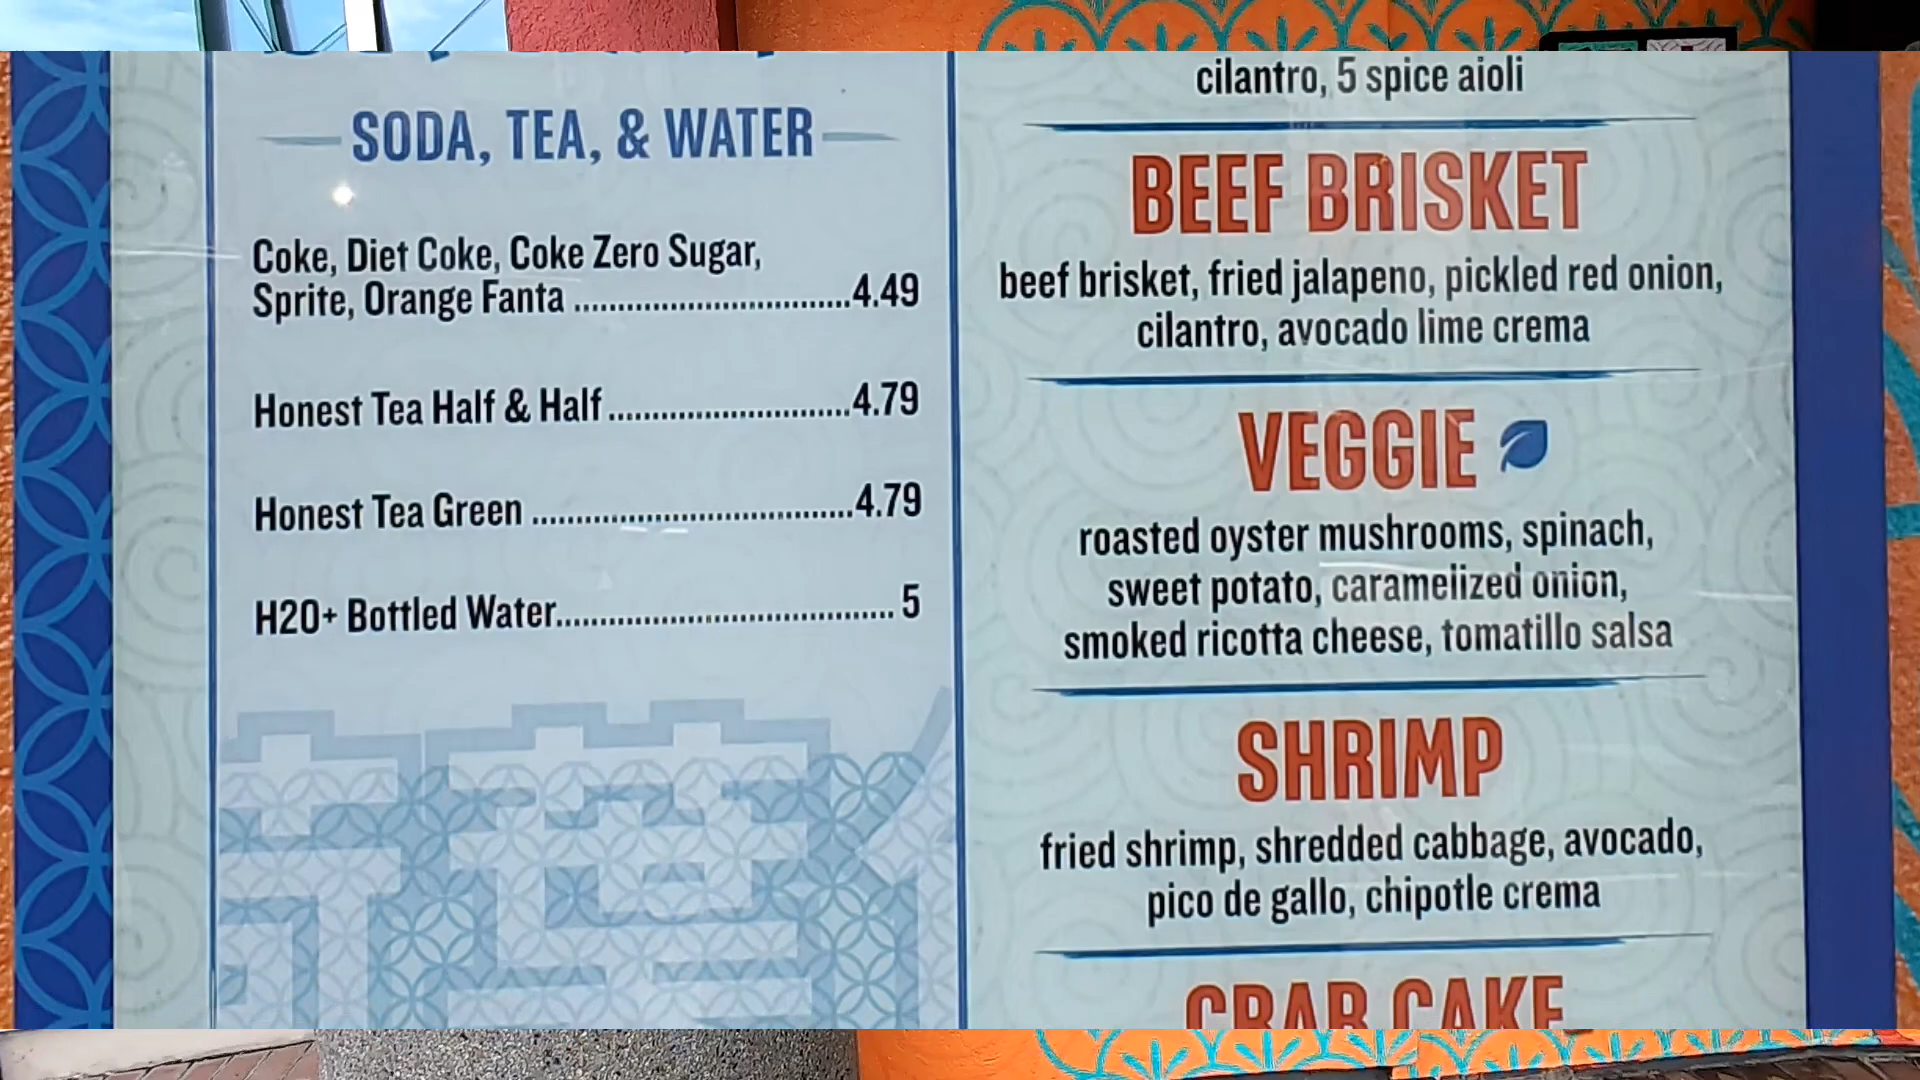 SODA, TEA, & WATER
Coke, Diet Coke, Coke Zero Sugar,
Sprite, Orange Fanta ...............................4.49
Honest Tea Half & Half...........................4.79
Honest Tea Green ....................................4.79
H20+ Bottled Water...................................... 5
cilantro, 5 spice aioli
BEEF BRISKET
beef brisket, fried jalapeno, pickled red onion,
cilantro, avocado lime crema
VEGGIE
roasted oyster mushrooms, spinach,
sweet potato, caramelized onion,
smoked ricotta cheese, tomatillo salsa
SHRIMP
fried shrimp, shredded cabbage, avocado,
pico de gallo, chipotle crema
CRAB CAKE